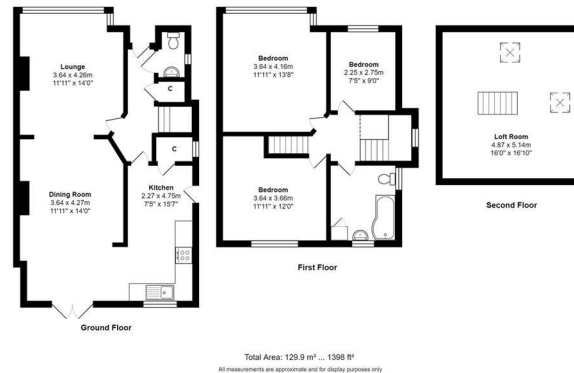 Lounge
3.64 x 4.26m
11'11" x 14'0"
C
C
Dining Room
3.64 x 4.27m
11'11" x 14'0"
Kitchen
2.27 x 4.75m
7'5" x 15'7"
Ground Floor
Bedroom
3.64 x 4.16m
11'11" x 13'8"
Bedroom
2.25 x 2.75m
7'5" x 9'0"
Bedroom
3.64 x 3.66m
11'11" x 12'0"
First Floor
Loft Room
4.87 x 5.14m
16'0" x 16'10"
Second Floor
Total Area: 129.9 m² ... 1398 ft²
All measurements are approximate and for display purposes only